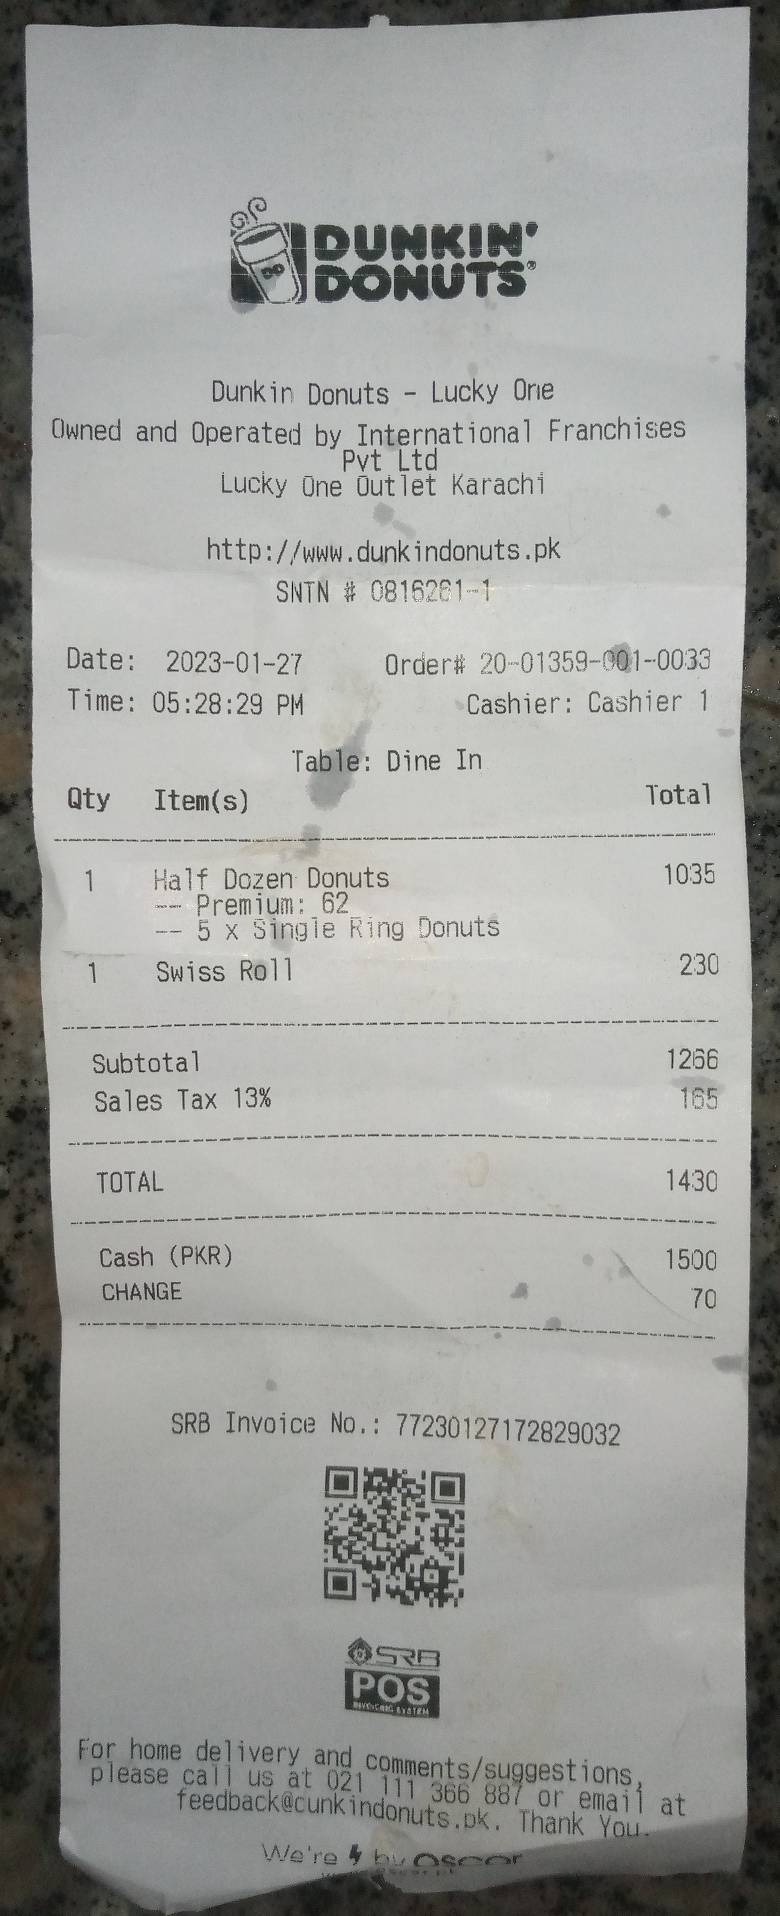 DUNKIN'
DONUTS®
Dunkin Donuts - Lucky One
Owned and Operated by International Franchises
Pvt Ltd
Lucky One Outlet Karachi
http://www.dunkindonuts.pk
SNTN # 0816261-1
Date: 2023-01-27 Order# 20-01359-001-0033
Time: 05:28:29 PM Cashier: Cashier 1
Table: Dine In
Qty Item(s) Total
1 Half Dozen Donuts 1035
-- Premium: 62
-- 5 x Single Ring Donuts
1 Swiss Roll 230
Subtotal 1266
Sales Tax 13% 165
TOTAL 1430
Cash (PKR) 1500
CHANGE 70
SRB Invoice No.: 77230127172829032
SRB
POS
INVOICING SYSTEM
For home delivery and comments/suggestions,
please call us at 021 111 366 887 or email at
feedback@cunkindonuts.pk. Thank You.
We're by Oscar